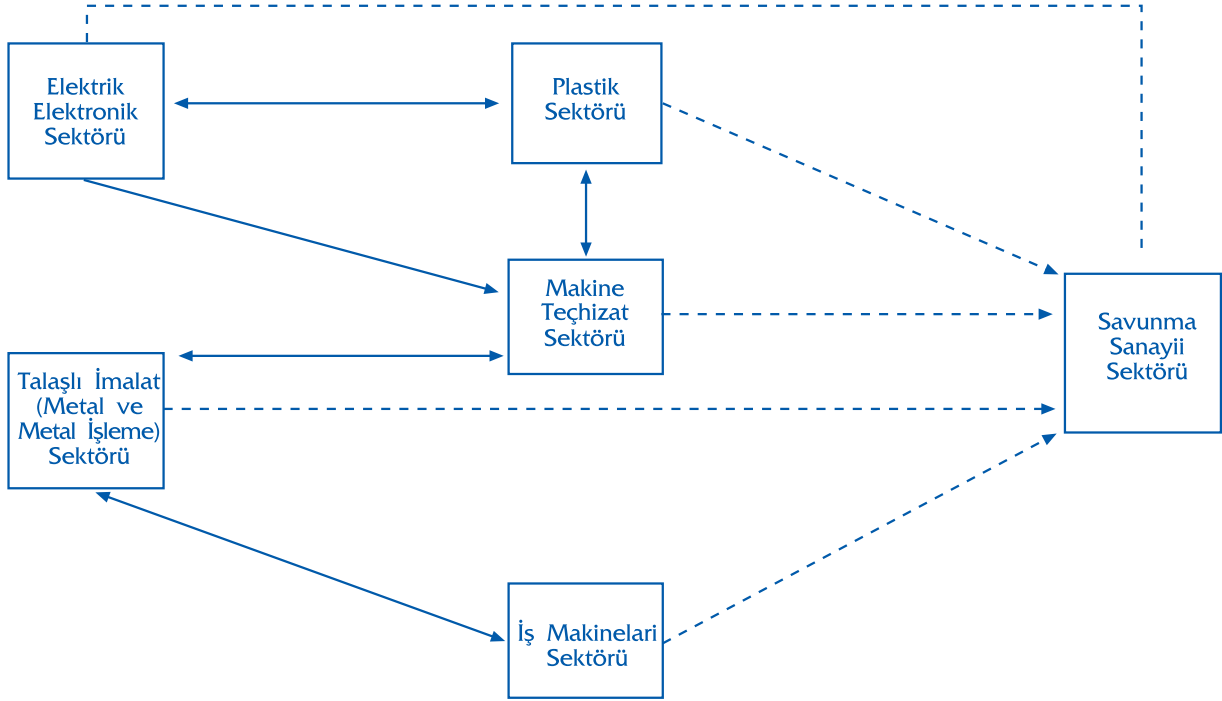 Elektrik
Elektronik
Sektörü
Plastik
Sektörü
Makine
Teçhizat
Sektörü
Savunma
Sanayii
Sektörü
Talaşlı İmalat
(Metal ve
Metal İşleme)
Sektörü
İş Makinelari
Sektörü